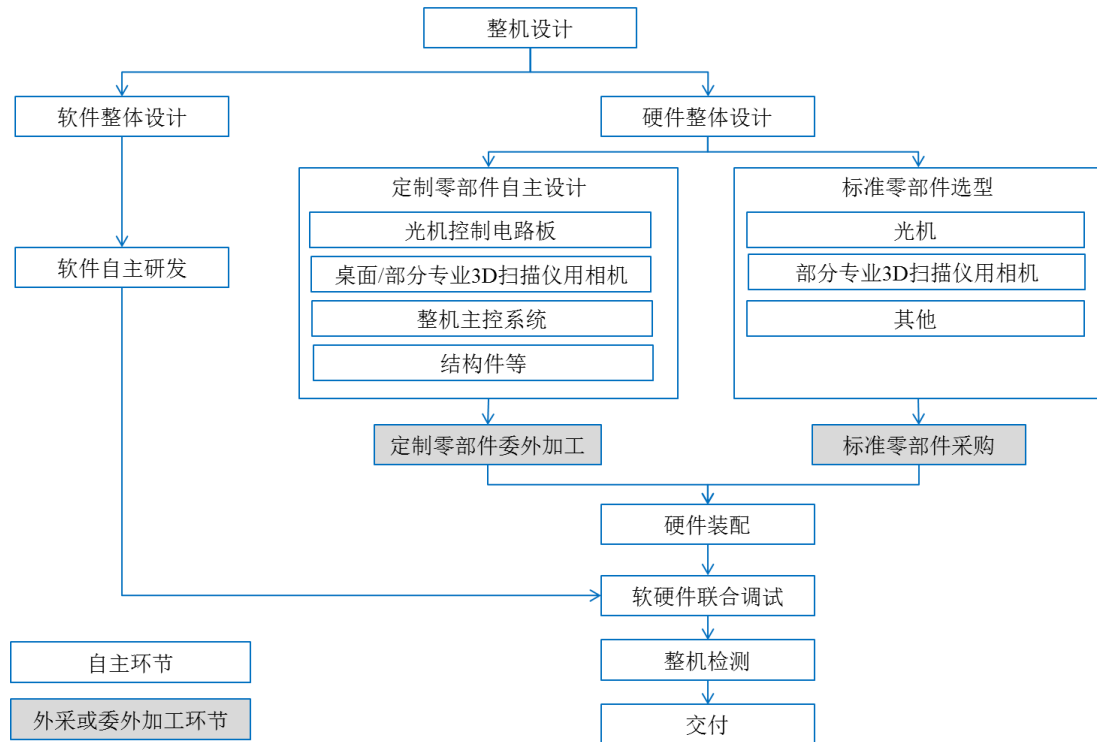 整机设计
软件整体设计
硬件整体设计
定制零部件自主设计
标准零部件选型
光机控制电路板
光机
软件自主研发
桌面/部分专业3D扫描仪用相机
部分专业3D扫描仪用相机
整机主控系统
其他
结构件等
定制零部件委外加工
标准零部件采购
硬件装配
软硬件联合调试
自主环节
整机检测
外采或委外加工环节
交付